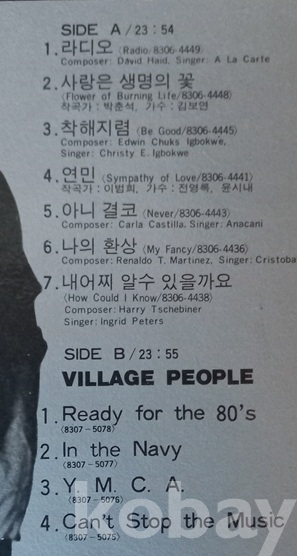 SIDE A / 23 : 54
1. 라디오 (Radio/8306-4449)
Composer: David Haid, Singer: A La Carte
2. 사랑은 생명의 꽃
(Flower of Burning Life/8306-4448)
작곡가 : 박춘석, 가수 : 김보연
3. 착해지렴 (Be Good/8306-4445)
Composer: Edwin Chuks Igbokwe,
Singer: Christy E. Igbokwe
4. 연민 (Sympathy of Love/8306-4441)
작곡가 : 이범희, 가수 : 전영록, 윤시내
5. 아니 결코 (Never/8306-4443)
Composer: Carla Castilla, Singer: Anacani
6. 나의 환상 (My Fancy/8306-4436)
Composer: Renaldo T. Martinez, Singer: Cristoba
7. 내어찌 알수 있을까요
(How Could I Know/8306-4438)
Composer: Harry Tschebiner
Singer: Ingrid Peters
SIDE B / 23 : 55
VILLAGE PEOPLE
1. Ready for the 80's
(8307-5078)
2. In the Navy
(8307-5077)
3. Y. M. C. A.
(8307-5076)
4. Can't Stop the Music
(8307-5075)
kobay